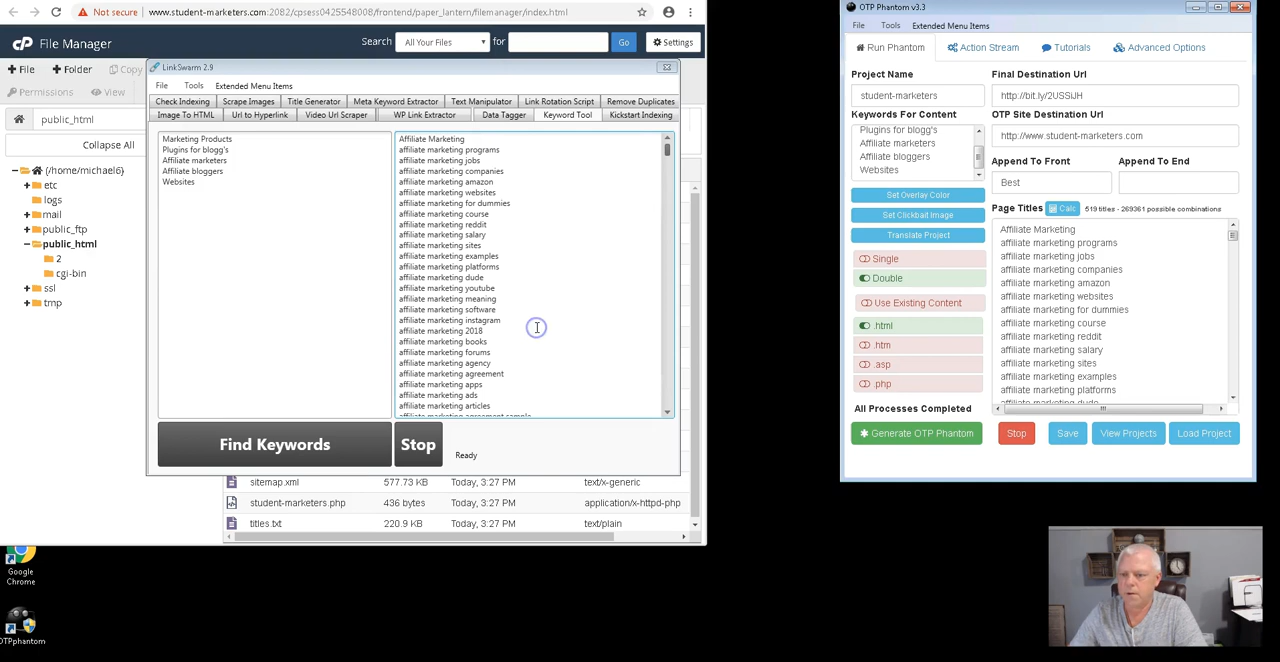 Not secure | www.student-marketers.com:2082/cpsess0425548008/frontend/paper_lantern/filemanager/index.html
cP File Manager
Search All Your Files for Go Settings
File Folder Copy
Permissions View
public_html
Collapse All
(/home/michael6)
etc
logs
mail
public_ftp
public_html
2
cgi-bin
ssl
tmp
LinkSwarm 2.9
File Tools Extended Menu Items
Check Indexing Scrape Images Title Generator Meta Keyword Extractor Text Manipulator Link Rotation Script Remove Duplicates
Image To HTML Url to Hyperlink Video Url Scraper WP Link Extractor Data Tagger Keyword Tool Kickstart Indexing
Marketing Products
Plugins for blogg's
Affiliate marketers
Affiliate bloggers
Websites
Affiliate Marketing
affiliate marketing programs
affiliate marketing jobs
affiliate marketing companies
affiliate marketing amazon
affiliate marketing websites
affiliate marketing for dummies
affiliate marketing course
affiliate marketing reddit
affiliate marketing salary
affiliate marketing sites
affiliate marketing examples
affiliate marketing platforms
affiliate marketing dude
affiliate marketing youtube
affiliate marketing meaning
affiliate marketing software
affiliate marketing instagram
affiliate marketing 2018
affiliate marketing books
affiliate marketing forums
affiliate marketing agency
affiliate marketing agreement
affiliate marketing apps
affiliate marketing ads
affiliate marketing articles
affiliate marketing agreement sample
Find Keywords Stop Ready
sitemap.xml 577.73 KB Today, 3:27 PM text/x-generic
student-marketers.php 436 bytes Today, 3:27 PM application/x-httpd-php
titles.txt 220.9 KB Today, 3:27 PM text/plain
Google
Chrome
OTPphantom
OTP Phantom v3.3
File Tools Extended Menu Items
Run Phantom Action Stream Tutorials Advanced Options
Project Name
student-marketers
Final Destination Url
http://bit.ly/2USSiJH
Keywords For Content
Plugins for blogg's
Affiliate marketers
Affiliate bloggers
Websites
OTP Site Destination Url
http://www.student-marketers.com
Append To Front Append To End
Best
Set Overlay Color
Set Clickbait Image
Translate Project
Page Titles Calc 519 titles - 269361 possible combinations
Affiliate Marketing
affiliate marketing programs
affiliate marketing jobs
affiliate marketing companies
affiliate marketing amazon
affiliate marketing websites
affiliate marketing for dummies
affiliate marketing course
affiliate marketing reddit
affiliate marketing salary
affiliate marketing sites
affiliate marketing examples
affiliate marketing platforms
affiliate marketing dude
Single
Double
Use Existing Content
.html
.htm
.asp
.php
All Processes Completed
Generate OTP Phantom Stop Save View Projects Load Project